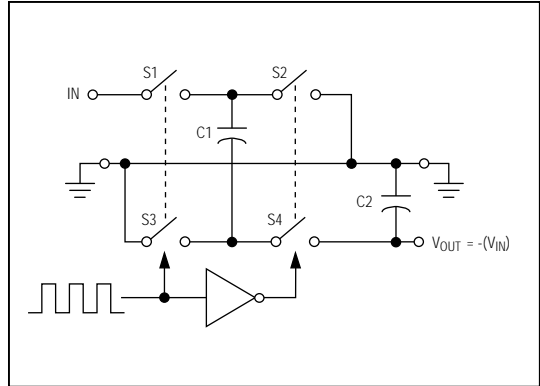 S1
S2
IN
C1
C2
S3
S4
VOUT = -(VIN)